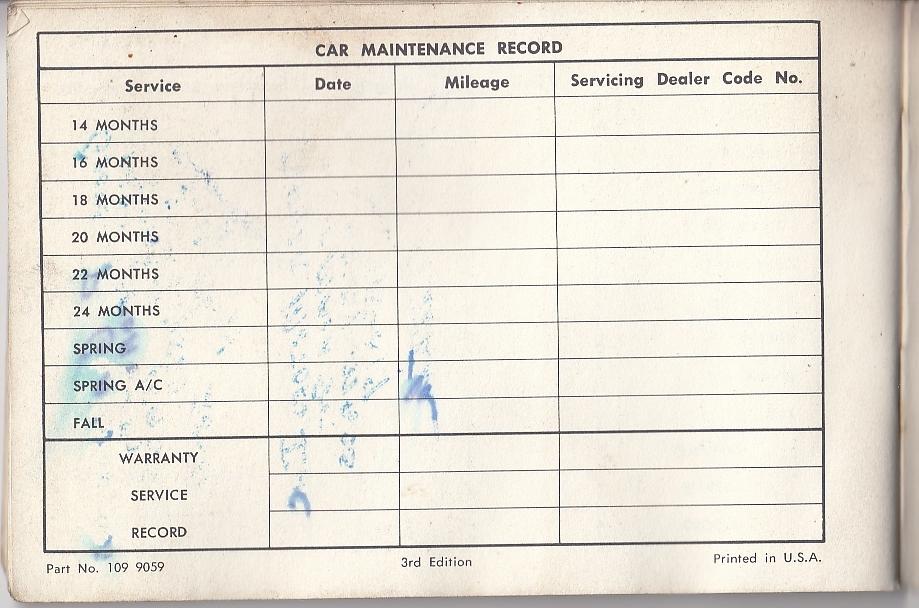 CAR MAINTENANCE RECORD
Service Date Mileage Servicing Dealer Code No.
14 MONTHS
16 MONTHS
18 MONTHS
20 MONTHS
22 MONTHS
24 MONTHS
SPRING
SPRING A/C
FALL
WARRANTY
SERVICE
RECORD
Part No. 109 9059 3rd Edition Printed in U.S.A.